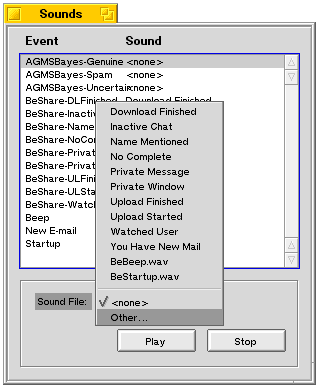 Sounds
Event Sound
AGMSBayes-Genuine <none>
AGMSBayes-Spam <none>
AGMSBayes-Uncertain <none>
BeShare-DLFinished Download Finished
BeShare-Inactiv
BeShare-Name
BeShare-NoCon
BeShare-Privat
BeShare-Privat
BeShare-ULFini
BeShare-ULSta
BeShare-Watch
Beep
New E-mail
Startup
Download Finished
Inactive Chat
Name Mentioned
No Complete
Private Message
Private Window
Upload Finished
Upload Started
Watched User
You Have New Mail
BeBeep.wav
BeStartup.wav
Sound File: <none>
Other...
Play Stop